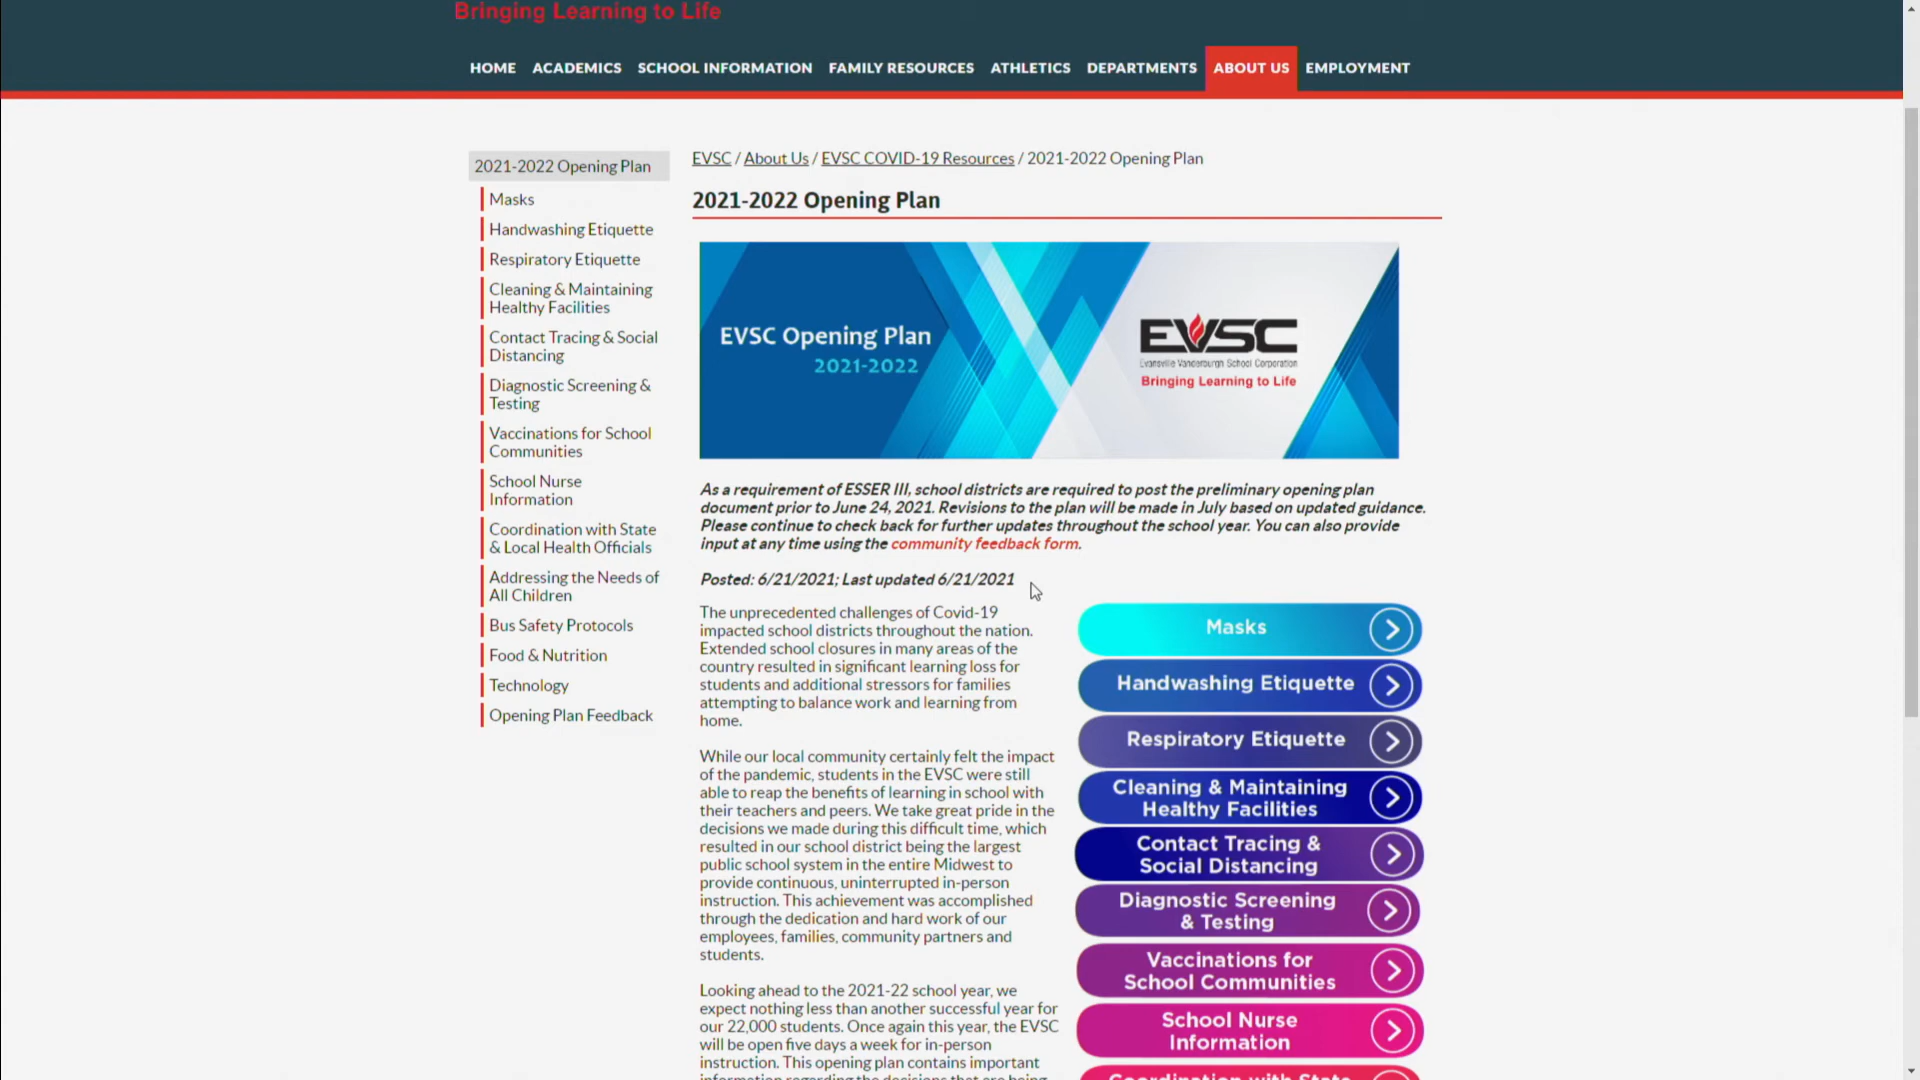 Bringing Learning to Life
HOME ACADEMICS SCHOOL INFORMATION FAMILY RESOURCES ATHLETICS DEPARTMENTS ABOUT US EMPLOYMENT
2021-2022 Opening Plan
Masks
Handwashing Etiquette
Respiratory Etiquette
Cleaning & Maintaining
Healthy Facilities
Contact Tracing & Social
Distancing
Diagnostic Screening &
Testing
Vaccinations for School
Communities
School Nurse
Information
Coordination with State
& Local Health Officials
Addressing the Needs of
All Children
Bus Safety Protocols
Food & Nutrition
Technology
Opening Plan Feedback
EVSC / About Us / EVSC COVID-19 Resources / 2021-2022 Opening Plan
2021-2022 Opening Plan
EVSC Opening Plan
2021-2022
EVSC
Evansville Vanderburgh School Corporation
Bringing Learning to Life
As a requirement of ESSER III, school districts are required to post the preliminary opening plan
document prior to June 24, 2021. Revisions to the plan will be made in July based on updated guidance.
Please continue to check back for further updates throughout the school year. You can also provide
input at any time using the community feedback form.
Posted: 6/21/2021; Last updated 6/21/2021
The unprecedented challenges of Covid-19
impacted school districts throughout the nation.
Extended school closures in many areas of the
country resulted in significant learning loss for
students and additional stressors for families
attempting to balance work and learning from
home.
While our local community certainly felt the impact
of the pandemic, students in the EVSC were still
able to reap the benefits of learning in school with
their teachers and peers. We take great pride in the
decisions we made during this difficult time, which
resulted in our school district being the largest
public school system in the entire Midwest to
provide continuous, uninterrupted in-person
instruction. This achievement was accomplished
through the dedication and hard work of our
employees, families, community partners and
students.
Looking ahead to the 2021-22 school year, we
expect nothing less than another successful year for
our 22,000 students. Once again this year, the EVSC
will be open five days a week for in-person
instruction. This opening plan contains important
information regarding the decisions that are being
Masks
Handwashing Etiquette
Respiratory Etiquette
Cleaning & Maintaining
Healthy Facilities
Contact Tracing &
Social Distancing
Diagnostic Screening
& Testing
Vaccinations for
School Communities
School Nurse
Information
Coordination with State